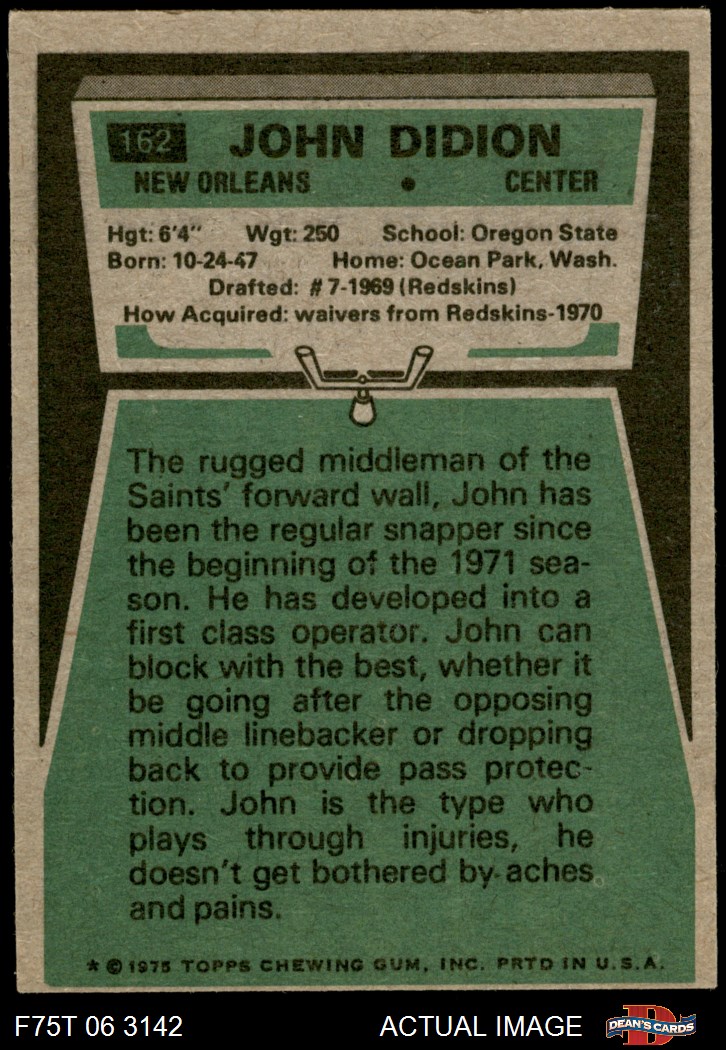 162 JOHN DIDION
NEW ORLEANS • CENTER
Hgt: 6'4" Wgt: 250 School: Oregon State
Born: 10-24-47 Home: Ocean Park, Wash.
Drafted: #7-1969 (Redskins)
How Acquired: waivers from Redskins-1970
The rugged middleman of the
Saints' forward wall, John has
been the regular snapper since
the beginning of the 1971 sea-
son. He has developed into a
first class operator. John can
block with the best, whether it
be going after the opposing
middle linebacker or dropping
back to provide pass protec-
tion. John is the type who
plays through injuries, he
doesn't get bothered by aches
and pains.
* © 1975 TOPPS CHEWING GUM, INC. PRTD IN U.S.A.
F75T 06 3142 ACTUAL IMAGE D DEAN'S CARDS